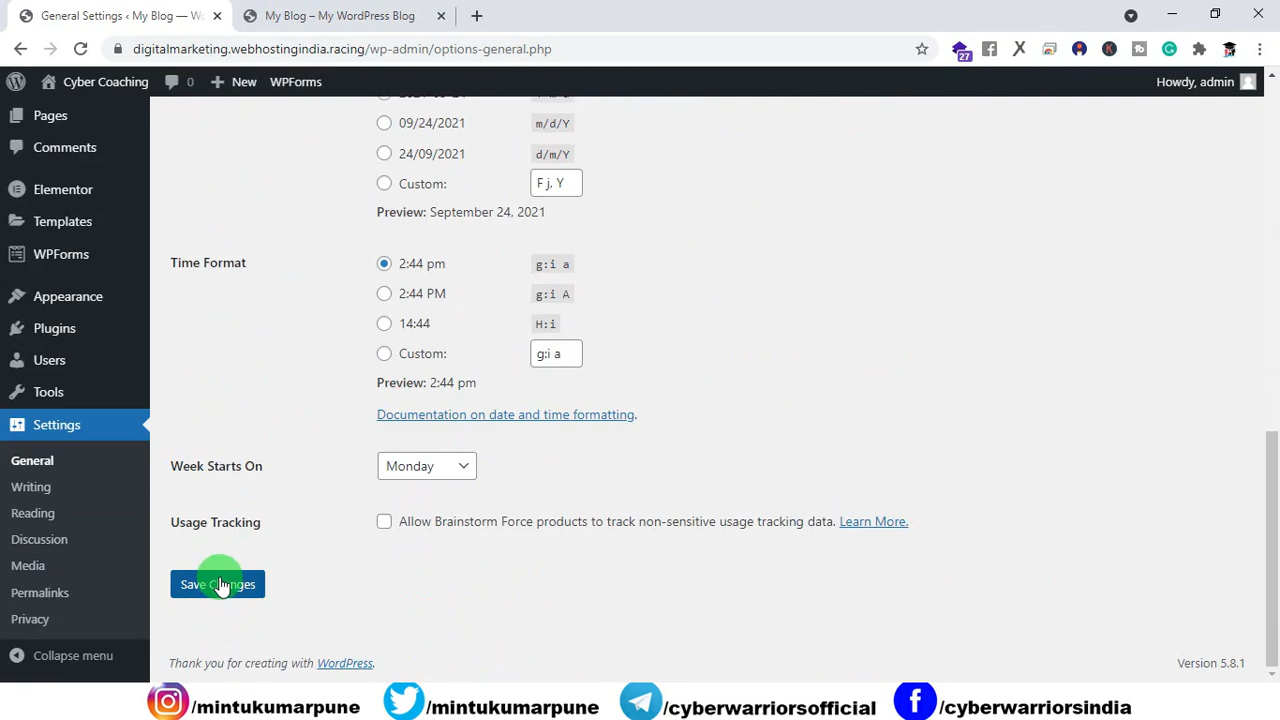 General Settings ‹ My Blog — Wo
My Blog – My WordPress Blog
digitalmarketing.webhostingindia.racing/wp-admin/options-general.php
27
Cyber Coaching 0 New WPForms Howdy, admin
Pages
Comments
Elementor
Templates
WPForms
Appearance
Plugins
Users
Tools
Settings
General
Writing
Reading
Discussion
Media
Permalinks
Privacy
Collapse menu
09/24/2021 m/d/Y
24/09/2021 d/m/Y
Custom: F j, Y
Preview: September 24, 2021
Time Format
2:44 pm g:i a
2:44 PM g:i A
14:44 H:i
Custom: g:i a
Preview: 2:44 pm
Documentation on date and time formatting.
Week Starts On Monday
Usage Tracking Allow Brainstorm Force products to track non-sensitive usage tracking data. Learn More.
Save Changes
Thank you for creating with WordPress. Version 5.8.1
/mintukumarpune /mintukumarpune /cyberwarriorsofficial /cyberwarriorsindia